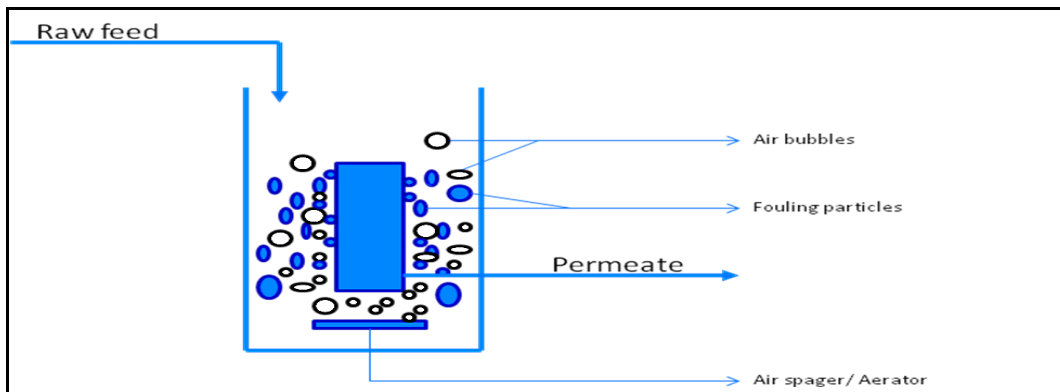 Raw feed
Air bubbles
Fouling particles
Permeate
Air spager/ Aerator